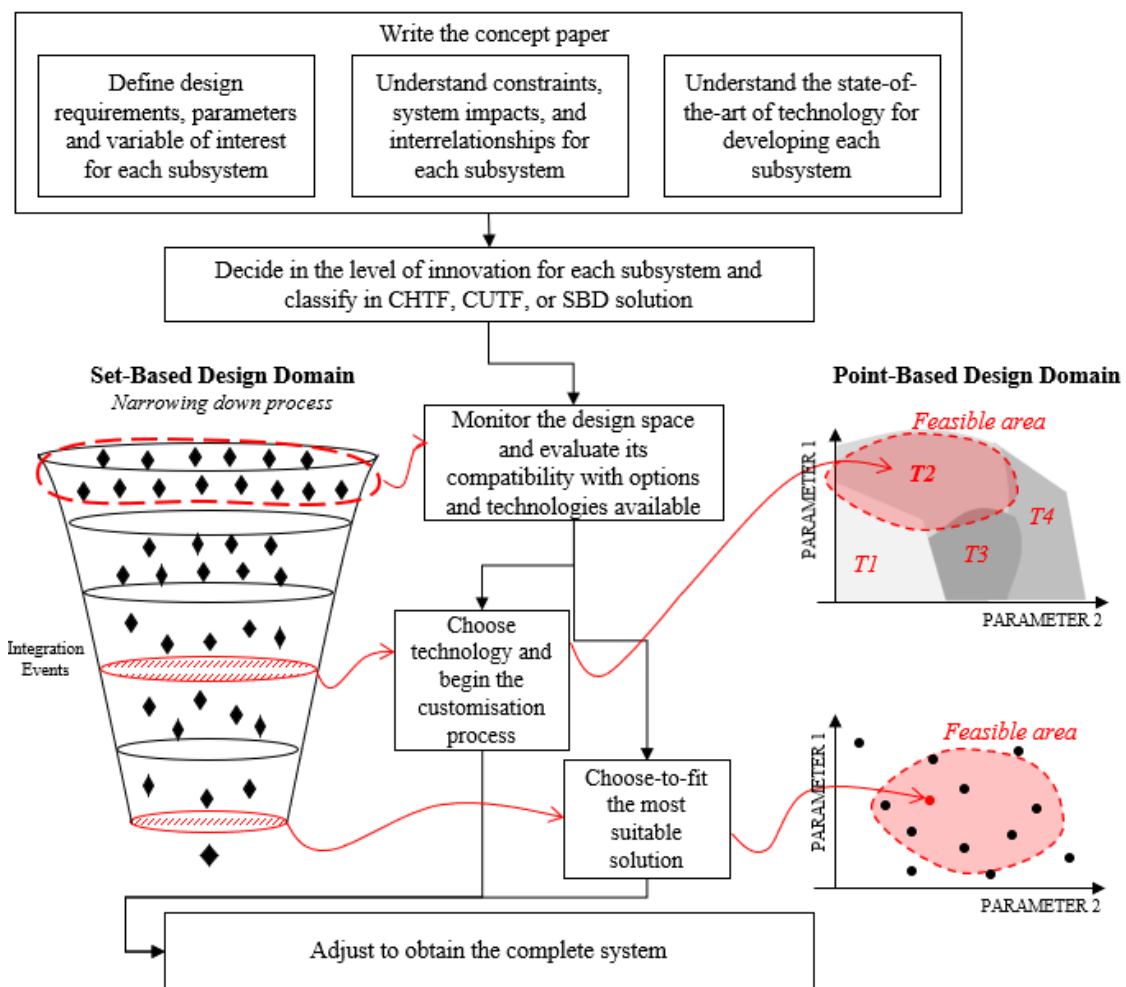 Write the concept paper
Define design
requirements, parameters
and variable of interest
for each subsystem
Understand constraints,
system impacts, and
interrelationships for
each subsystem
Understand the state-of-
the-art of technology for
developing each
subsystem
Decide in the level of innovation for each subsystem and
classify in CHTF, CUTF, or SBD solution
Set-Based Design Domain
Narrowing down process
Integration
Events
Monitor the design space
and evaluate its
compatibility with options
and technologies available
Choose
technology and
begin the
customisation
process
Choose-to-fit
the most
suitable
solution
Point-Based Design Domain
Feasible area
PARAMETER 1
T2
T4
T1
T3
PARAMETER 2
Feasible area
PARAMETER 1
PARAMETER 2
Adjust to obtain the complete system